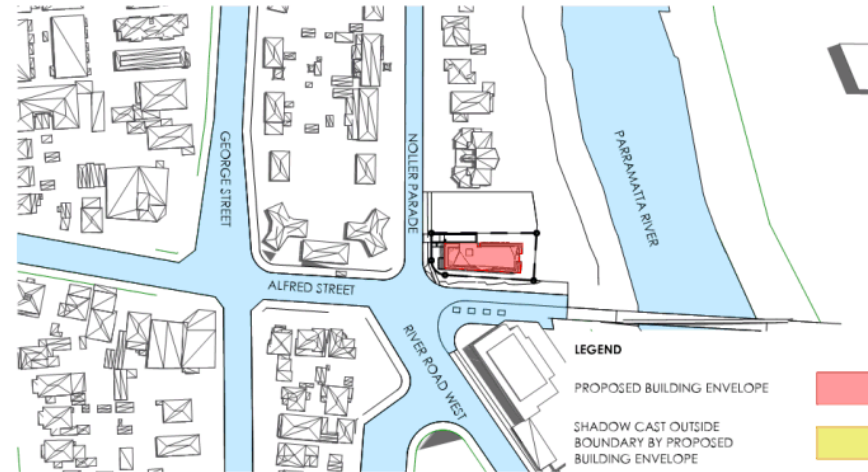 GEORGE STREET
NOLLER PARADE
PARRAMATTA RIVER
ALFRED STREET
RIVER ROAD WEST
LEGEND
PROPOSED BUILDING ENVELOPE
SHADOW CAST OUTSIDE
BOUNDARY BY PROPOSED
BUILDING ENVELOPE